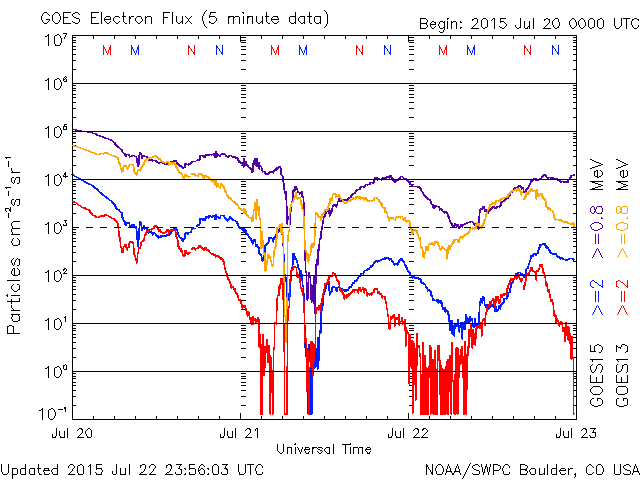 GOES Electron Flux (5 minute data)
Begin: 2015 Jul 20 0000 UTC
M M N N M M N N M M N N
10⁷
10⁶
10⁵
10⁴
10³
10²
10¹
10⁰
10⁻¹
Particles cm⁻²s⁻¹sr⁻¹
Jul 20 Jul 21 Jul 22 Jul 23
Universal Time
GOES15 >=2 >=0.8 MeV
GOES13 >=2 >=0.8 MeV
Updated 2015 Jul 22 23:56:03 UTC
NOAA/SWPC Boulder, CO USA